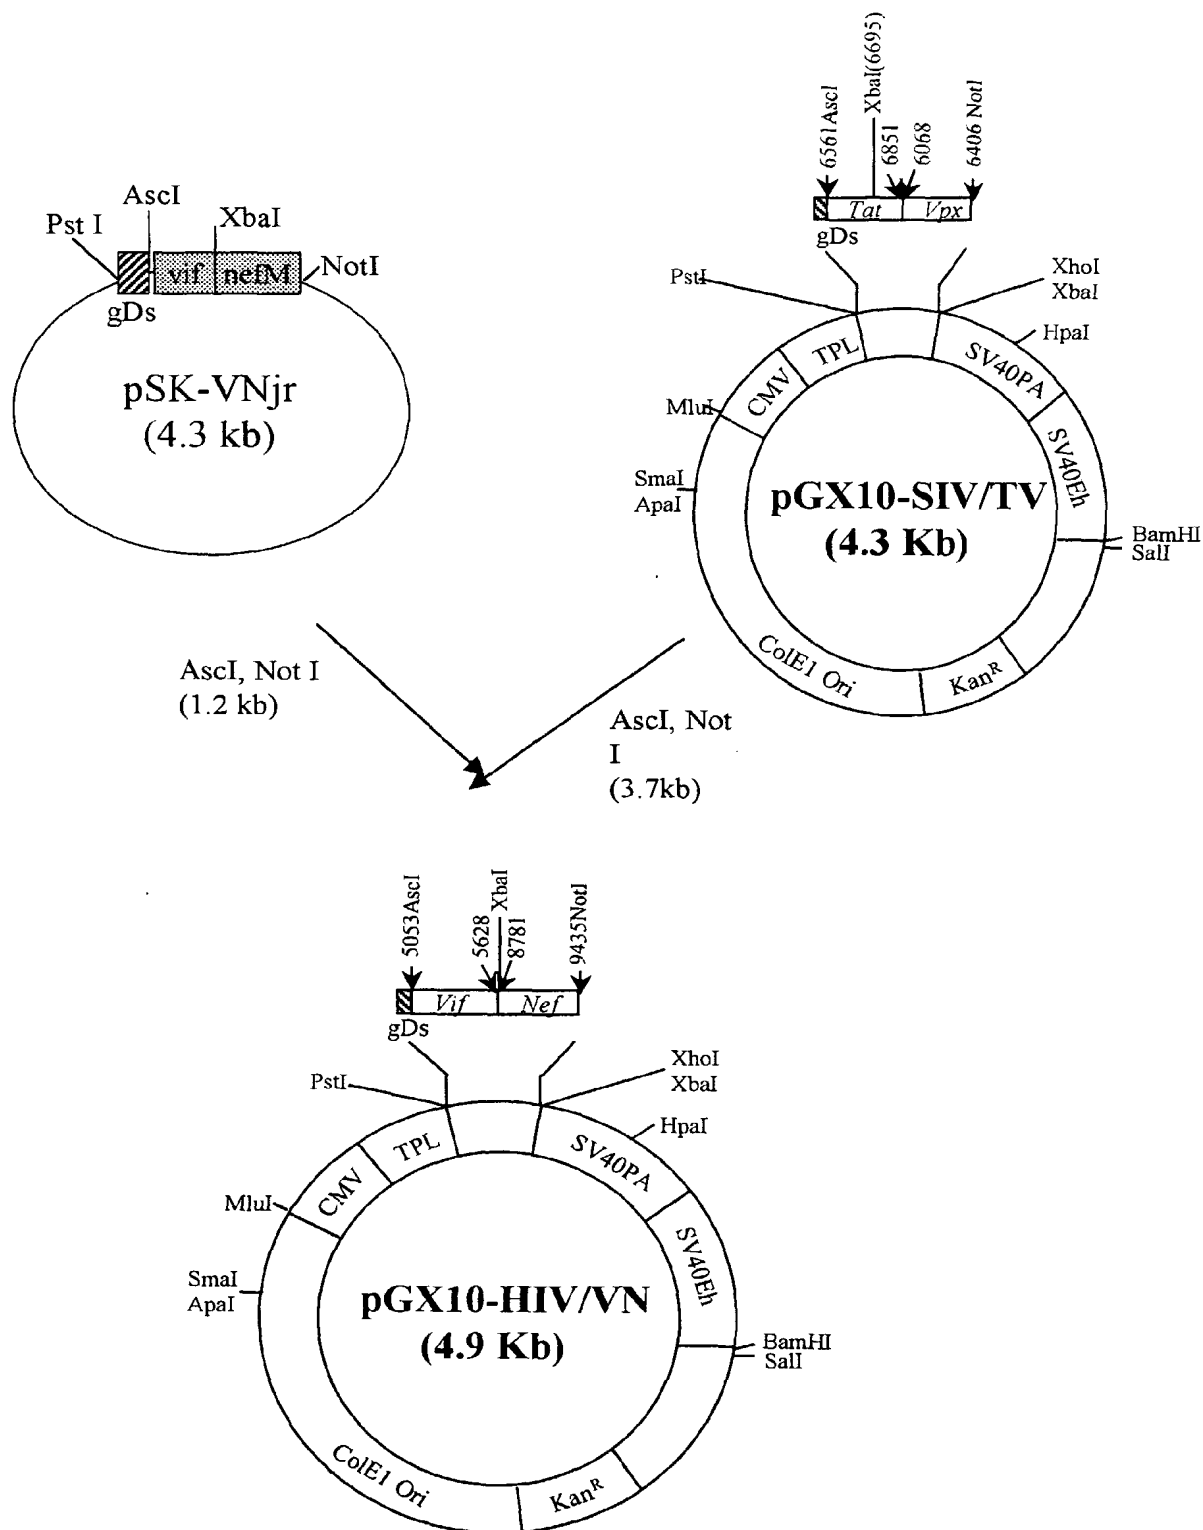 AscI
Pst I
XbaI
NotI
vif
nefM
gDs
pSK-VNjr
(4.3 kb)
6561AscI
XbaI(6695)
6851
6068
6406 NotI
Tat
Vpx
gDs
PstI
XhoI
XbaI
HpaI
TPL
SV40PA
CMV
MluI
SV40Eh
SmaI
ApaI
pGX10-SIV/TV
(4.3 Kb)
BamHI
SalI
ColE1 Ori
KanR
AscI, Not I
(1.2 kb)
AscI, Not
I
(3.7kb)
5053AscI
5628
XbaI
8781
9435NotI
Vif
Nef
gDs
PstI
XhoI
XbaI
HpaI
TPL
SV40PA
CMV
MluI
SV40Eh
SmaI
ApaI
pGX10-HIV/VN
(4.9 Kb)
BamHI
SalI
ColE1 Ori
KanR